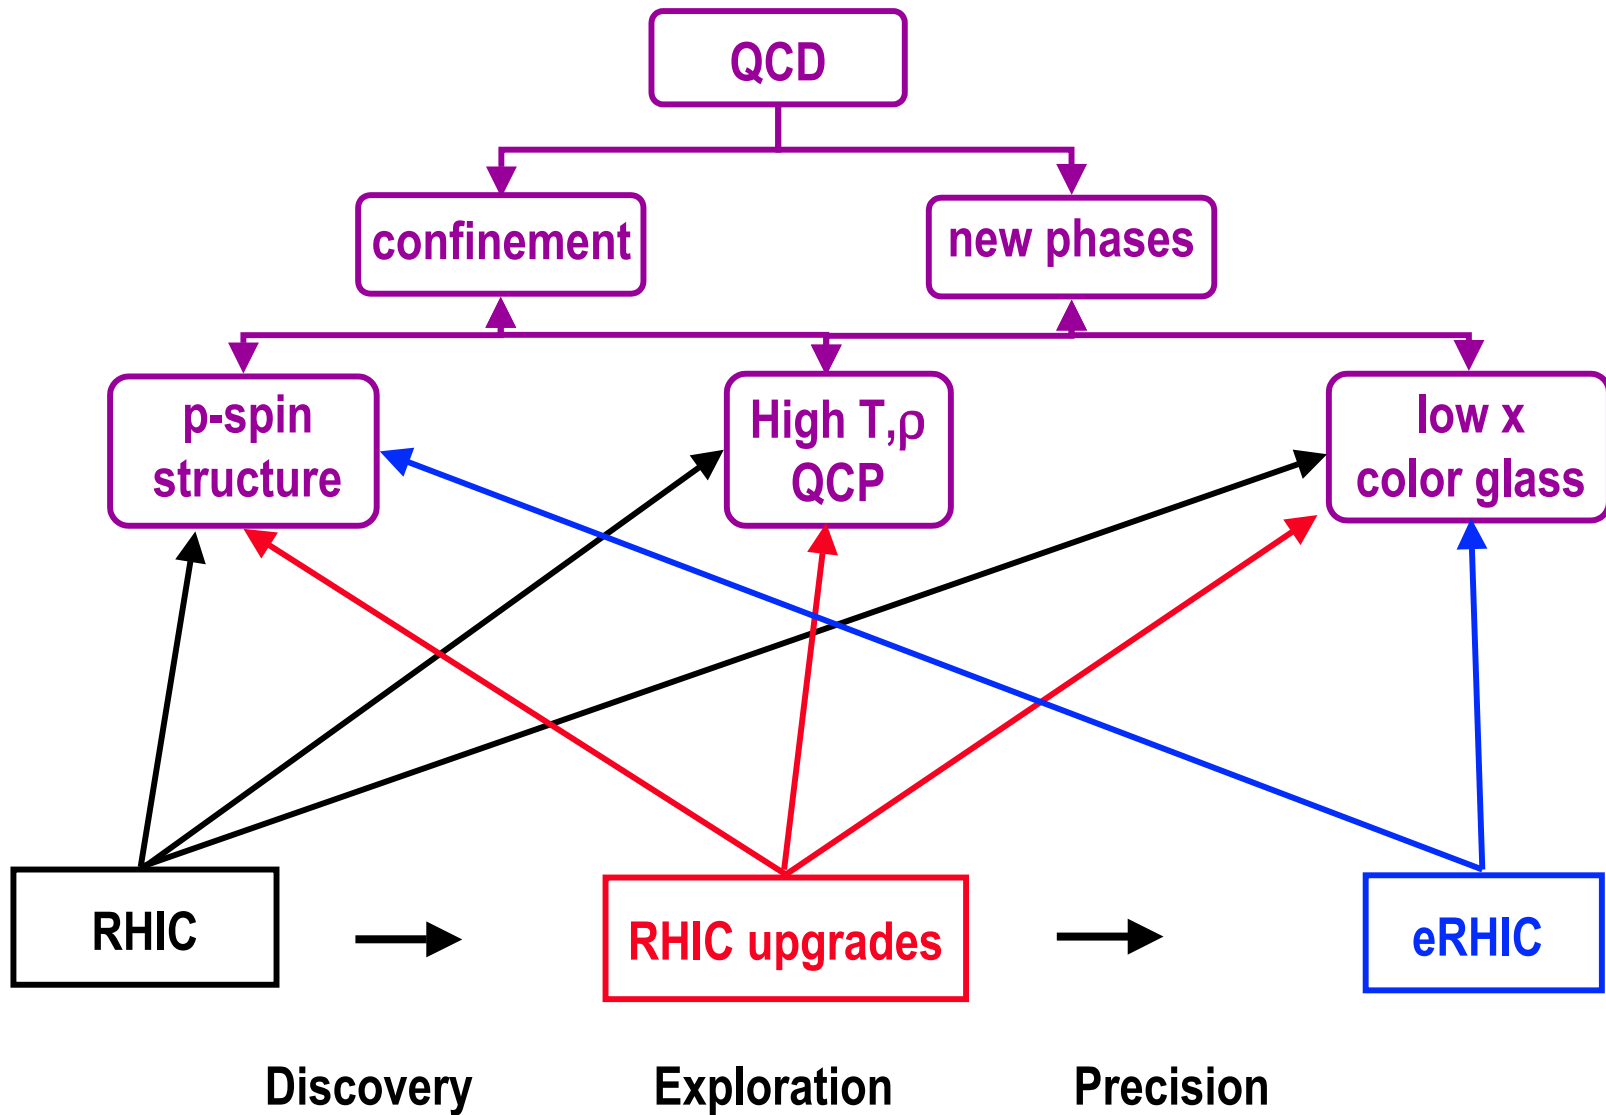 QCD
confinement
new phases
p-spin
structure
High T,ρ
QCP
low x
color glass
RHIC
RHIC upgrades
eRHIC
Discovery
Exploration
Precision